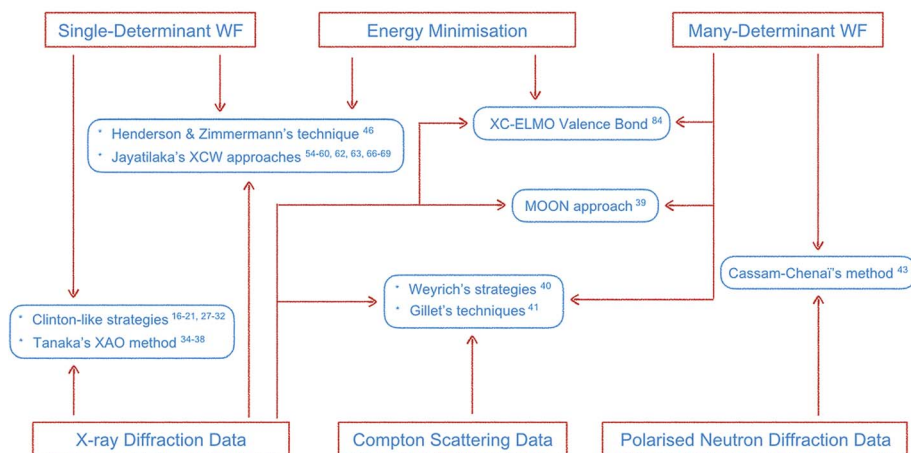 Single-Determinant WF
Energy Minimisation
Many-Determinant WF
• Henderson & Zimmermann's technique 46
• Jayatilaka's XCW approaches 54-60, 62, 63, 66-69
XC-ELMO Valence Bond 84
MOON approach 39
Cassam-Chenaï's method 43
• Weyrich's strategies 40
• Gillet's techniques 41
• Clinton-like strategies 16-21, 27-32
• Tanaka's XAO method 34-38
X-ray Diffraction Data
Compton Scattering Data
Polarised Neutron Diffraction Data